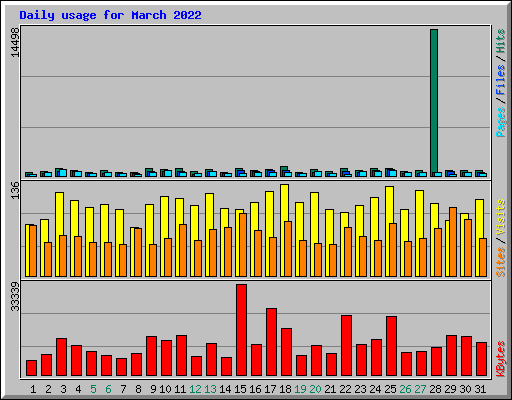 Daily usage for March 2022
14498
Pages / Files / Hits
136
Sites / Visits
33339
KBytes
1 2 3 4 5 6 7 8 9 10 11 12 13 14 15 16 17 18 19 20 21 22 23 24 25 26 27 28 29 30 31